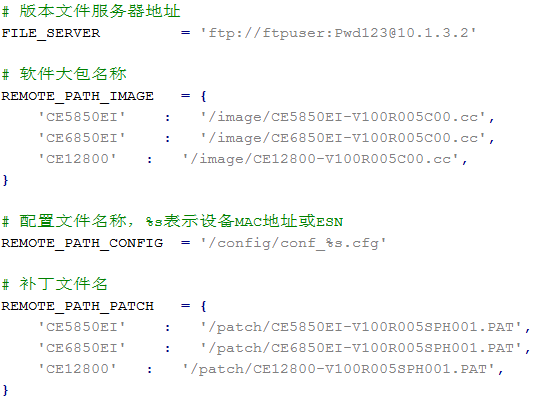 # 版本文件服务器地址
FILE_SERVER = 'ftp://ftpuser:Pwd123@10.1.3.2'
# 软件大包名称
REMOTE_PATH_IMAGE = {
'CE5850EI' : '/image/CE5850EI-V100R005C00.cc',
'CE6850EI' : '/image/CE6850EI-V100R005C00.cc',
'CE12800' : '/image/CE12800-V100R005C00.cc',
}
# 配置文件名称，%s表示设备MAC地址或ESN
REMOTE_PATH_CONFIG = '/config/conf_%s.cfg'
# 补丁文件名
REMOTE_PATH_PATCH = {
'CE5850EI' : '/patch/CE5850EI-V100R005SPH001.PAT',
'CE6850EI' : '/patch/CE6850EI-V100R005SPH001.PAT',
'CE12800' : '/patch/CE12800-V100R005SPH001.PAT',
}